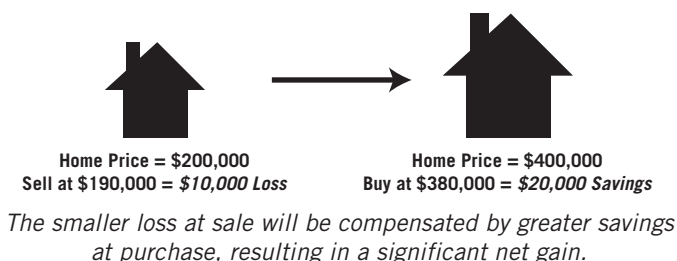 Home Price = $200,000
Sell at $190,000 = $10,000 Loss
Home Price = $400,000
Buy at $380,000 = $20,000 Savings
The smaller loss at sale will be compensated by greater savings
at purchase, resulting in a significant net gain.